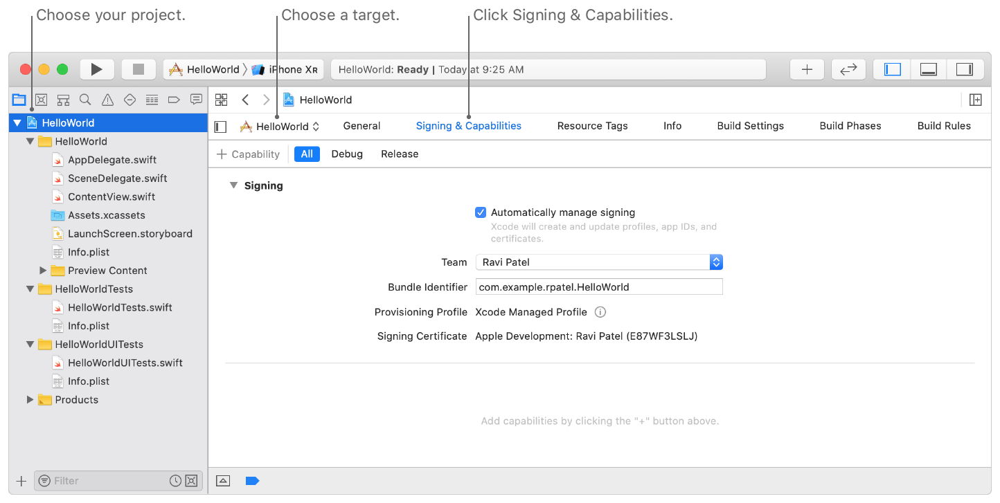 Choose your project.
Choose a target.
Click Signing & Capabilities.
HelloWorld
iPhone XR
HelloWorld: Ready | Today at 9:25 AM
HelloWorld
HelloWorld
HelloWorld
General
Signing & Capabilities
Resource Tags
Info
Build Settings
Build Phases
Build Rules
HelloWorld
AppDelegate.swift
SceneDelegate.swift
ContentView.swift
Assets.xcassets
LaunchScreen.storyboard
Info.plist
Preview Content
HelloWorldTests
HelloWorldTests.swift
Info.plist
HelloWorldUITests
HelloWorldUITests.swift
Info.plist
Products
Filter
+ Capability
All
Debug
Release
Signing
Automatically manage signing
Xcode will create and update profiles, app IDs, and
certificates.
Team
Ravi Patel
Bundle Identifier
com.example.rpatel.HelloWorld
Provisioning Profile
Xcode Managed Profile
Signing Certificate
Apple Development: Ravi Patel (E87WF3LSLJ)
Add capabilities by clicking the "+" button above.